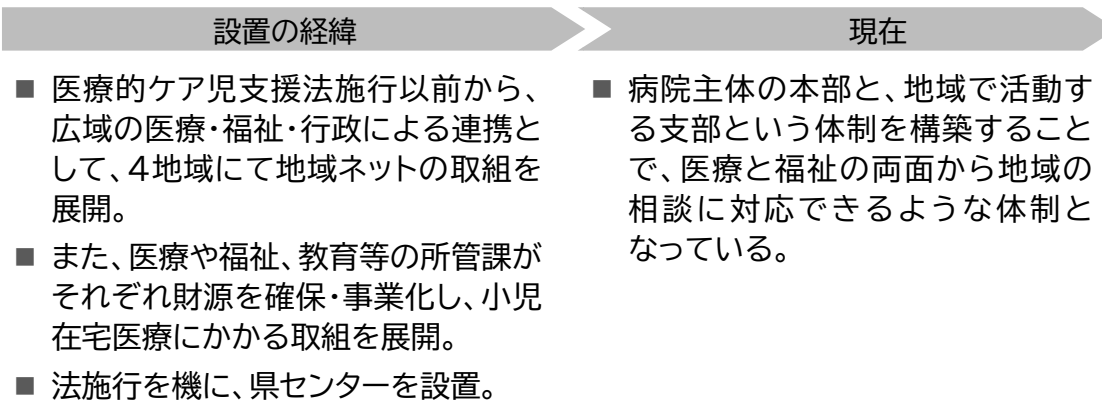 設置の経緯
■ 医療的ケア児支援法施行以前から、
広域の医療・福祉・行政による連携と
して、4地域にて地域ネットの取組を
展開。
■ また、医療や福祉、教育等の所管課が
それぞれ財源を確保・事業化し、小児
在宅医療にかかる取組を展開。
■ 法施行を機に、県センターを設置。
現在
■ 病院主体の本部と、地域で活動す
る支部という体制を構築すること
で、医療と福祉の両面から地域の
相談に対応できるような体制と
なっている。